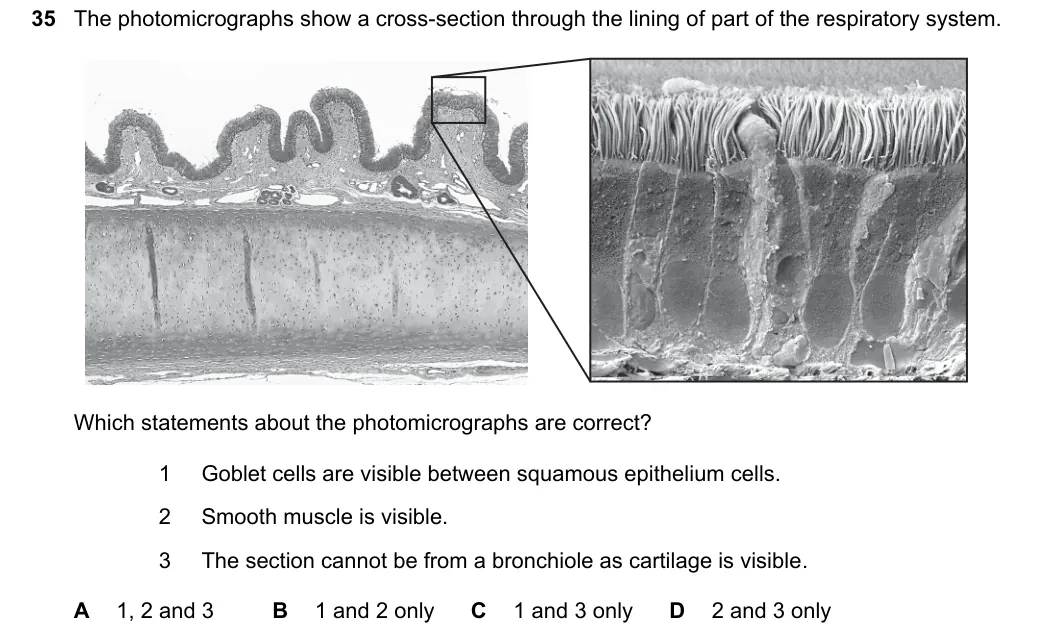 35 The photomicrographs show a cross-section through the lining of part of the respiratory system.
Which statements about the photomicrographs are correct?
1 Goblet cells are visible between squamous epithelium cells.
2 Smooth muscle is visible.
3 The section cannot be from a bronchiole as cartilage is visible.
A 1, 2 and 3 B 1 and 2 only C 1 and 3 only D 2 and 3 only